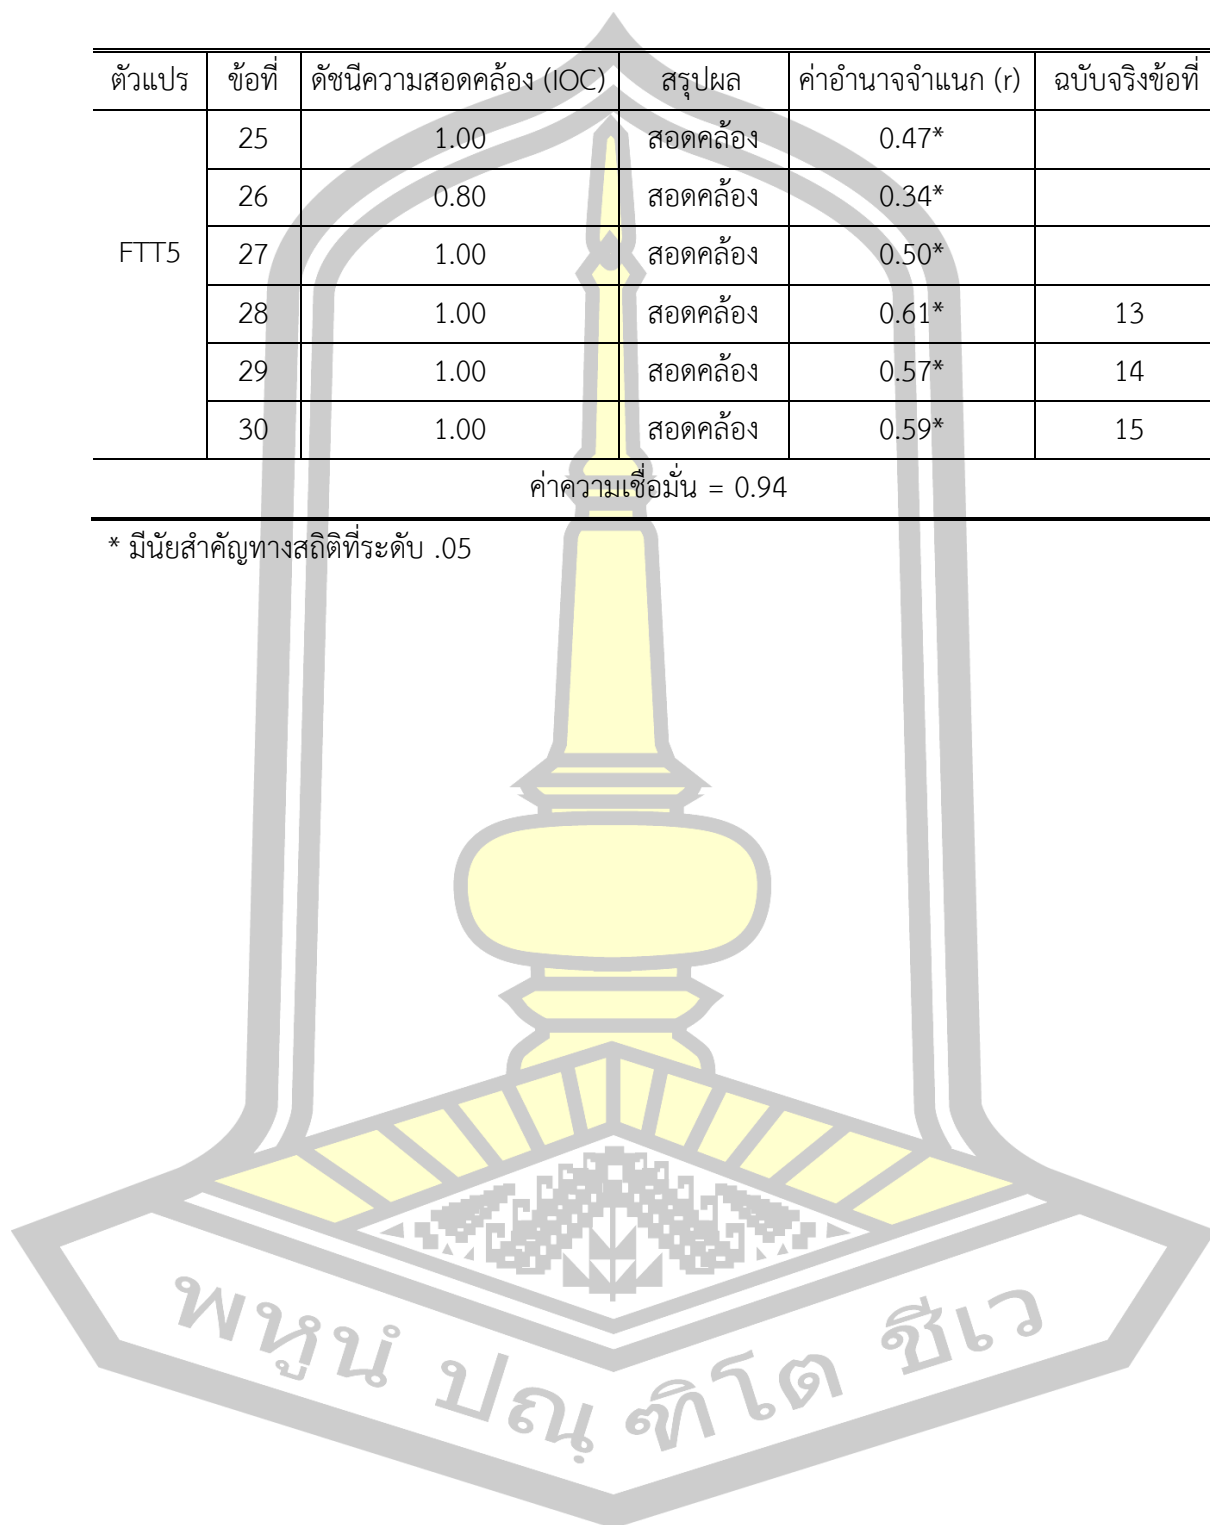 ตัวแปร ข้อที่ ดัชนีความสอดคล้อง (IOC) สรุปผล ค่าอำนาจจำแนก (r) ฉบับจริงข้อที่
25 1.00 สอดคล้อง 0.47*
26 0.80 สอดคล้อง 0.34*
FTT5 27 1.00 สอดคล้อง 0.50*
28 1.00 สอดคล้อง 0.61* 13
29 1.00 สอดคล้อง 0.57* 14
30 1.00 สอดคล้อง 0.59* 15
ค่าความเชื่อมั่น = 0.94
* มีนัยสำคัญทางสถิติที่ระดับ .05
พหูนํ ปณฺ ฑิโต ชีเว